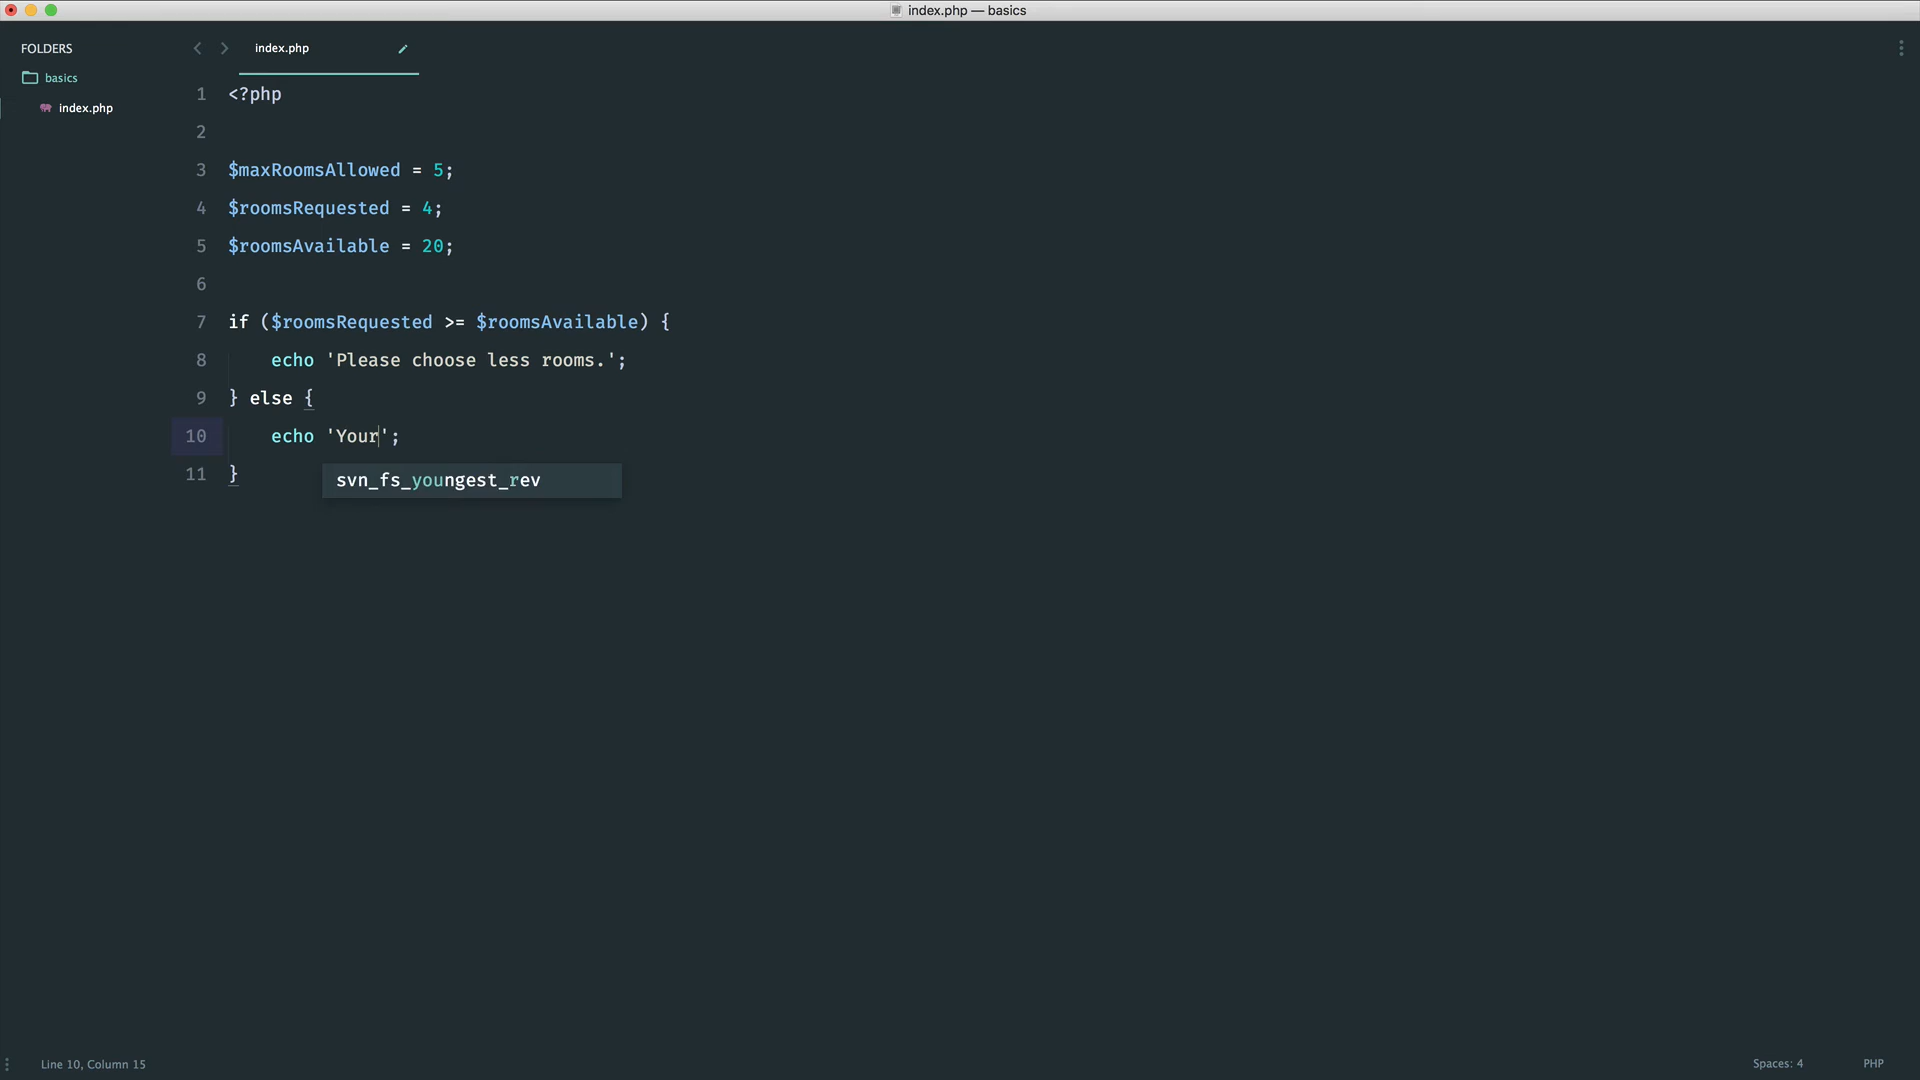 index.php — basics
FOLDERS
basics
index.php
index.php
1 <?php
2
3 $maxRoomsAllowed = 5;
4 $roomsRequested = 4;
5 $roomsAvailable = 20;
6
7 if ($roomsRequested >= $roomsAvailable) {
8     echo 'Please choose less rooms.';
9 } else {
10     echo 'Your';
11 }
svn_fs_youngest_rev
Line 10, Column 15
Spaces: 4
PHP